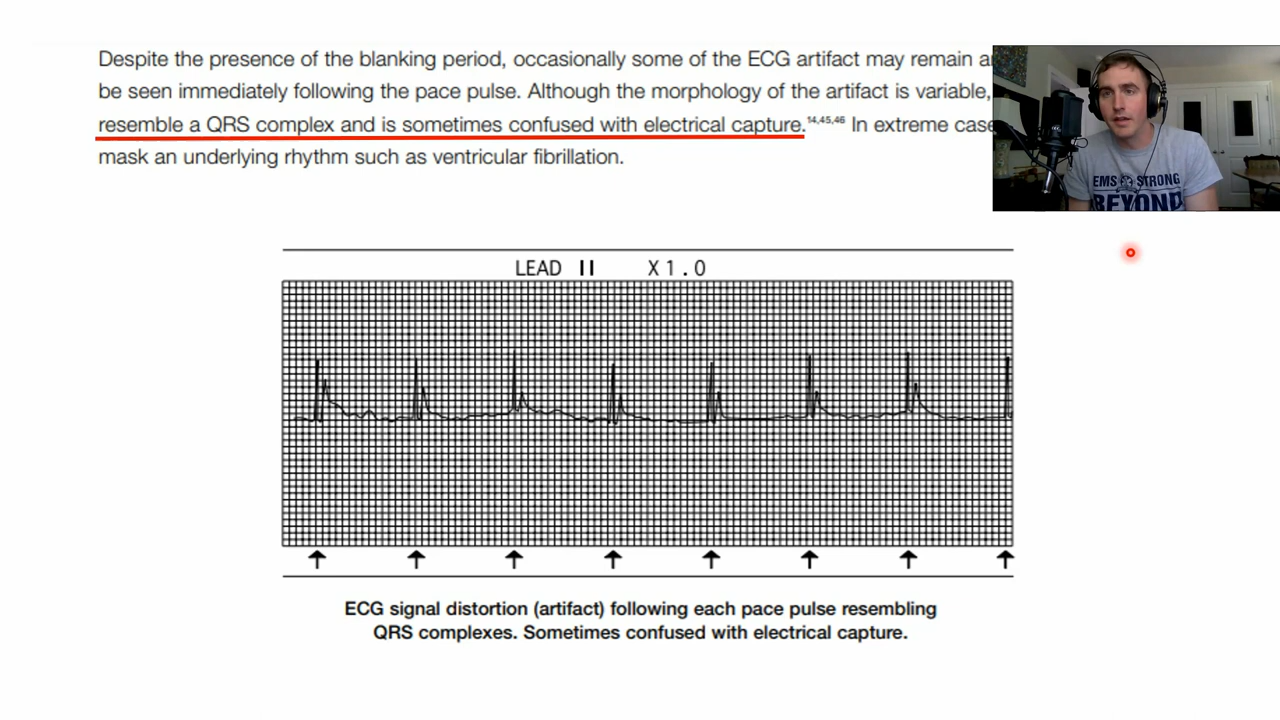 Despite the presence of the blanking period, occasionally some of the ECG artifact may remain
be seen immediately following the pace pulse. Although the morphology of the artifact is variable,
resemble a QRS complex and is sometimes confused with electrical capture.14,45,46 In extreme
mask an underlying rhythm such as ventricular fibrillation.
EMS STRONG
BEYOND
LEAD II X1.0
ECG signal distortion (artifact) following each pace pulse resembling
QRS complexes. Sometimes confused with electrical capture.